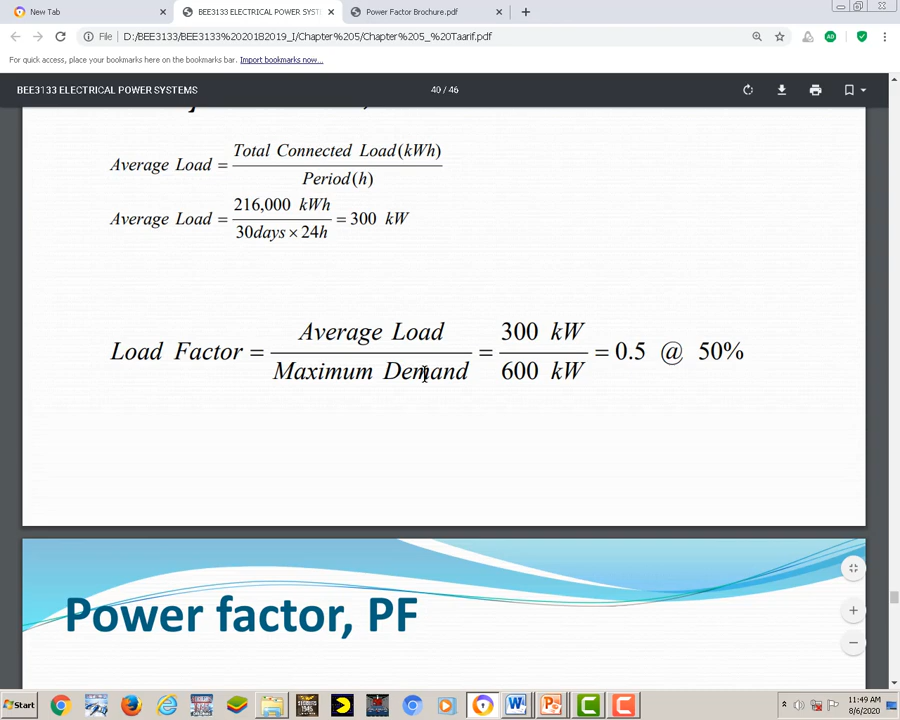 New Tab
BEE3133 ELECTRICAL POWER SYST
Power Factor Brochure.pdf
File
D:/BEE3133/BEE3133%2020182019_I/Chapter%205/Chapter%205_%20Taarif.pdf
For quick access, place your bookmarks here on the bookmarks bar. Import bookmarks now...
BEE3133 ELECTRICAL POWER SYSTEMS
40 / 46
Average Load = Total Connected Load(kWh) / Period(h)
Average Load = 216,000 kWh / 30days × 24h = 300 kW
Load Factor = Average Load / Maximum Demand = 300 kW / 600 kW = 0.5 @ 50%
Power factor, PF
Start
11:49 AM
8/6/2020